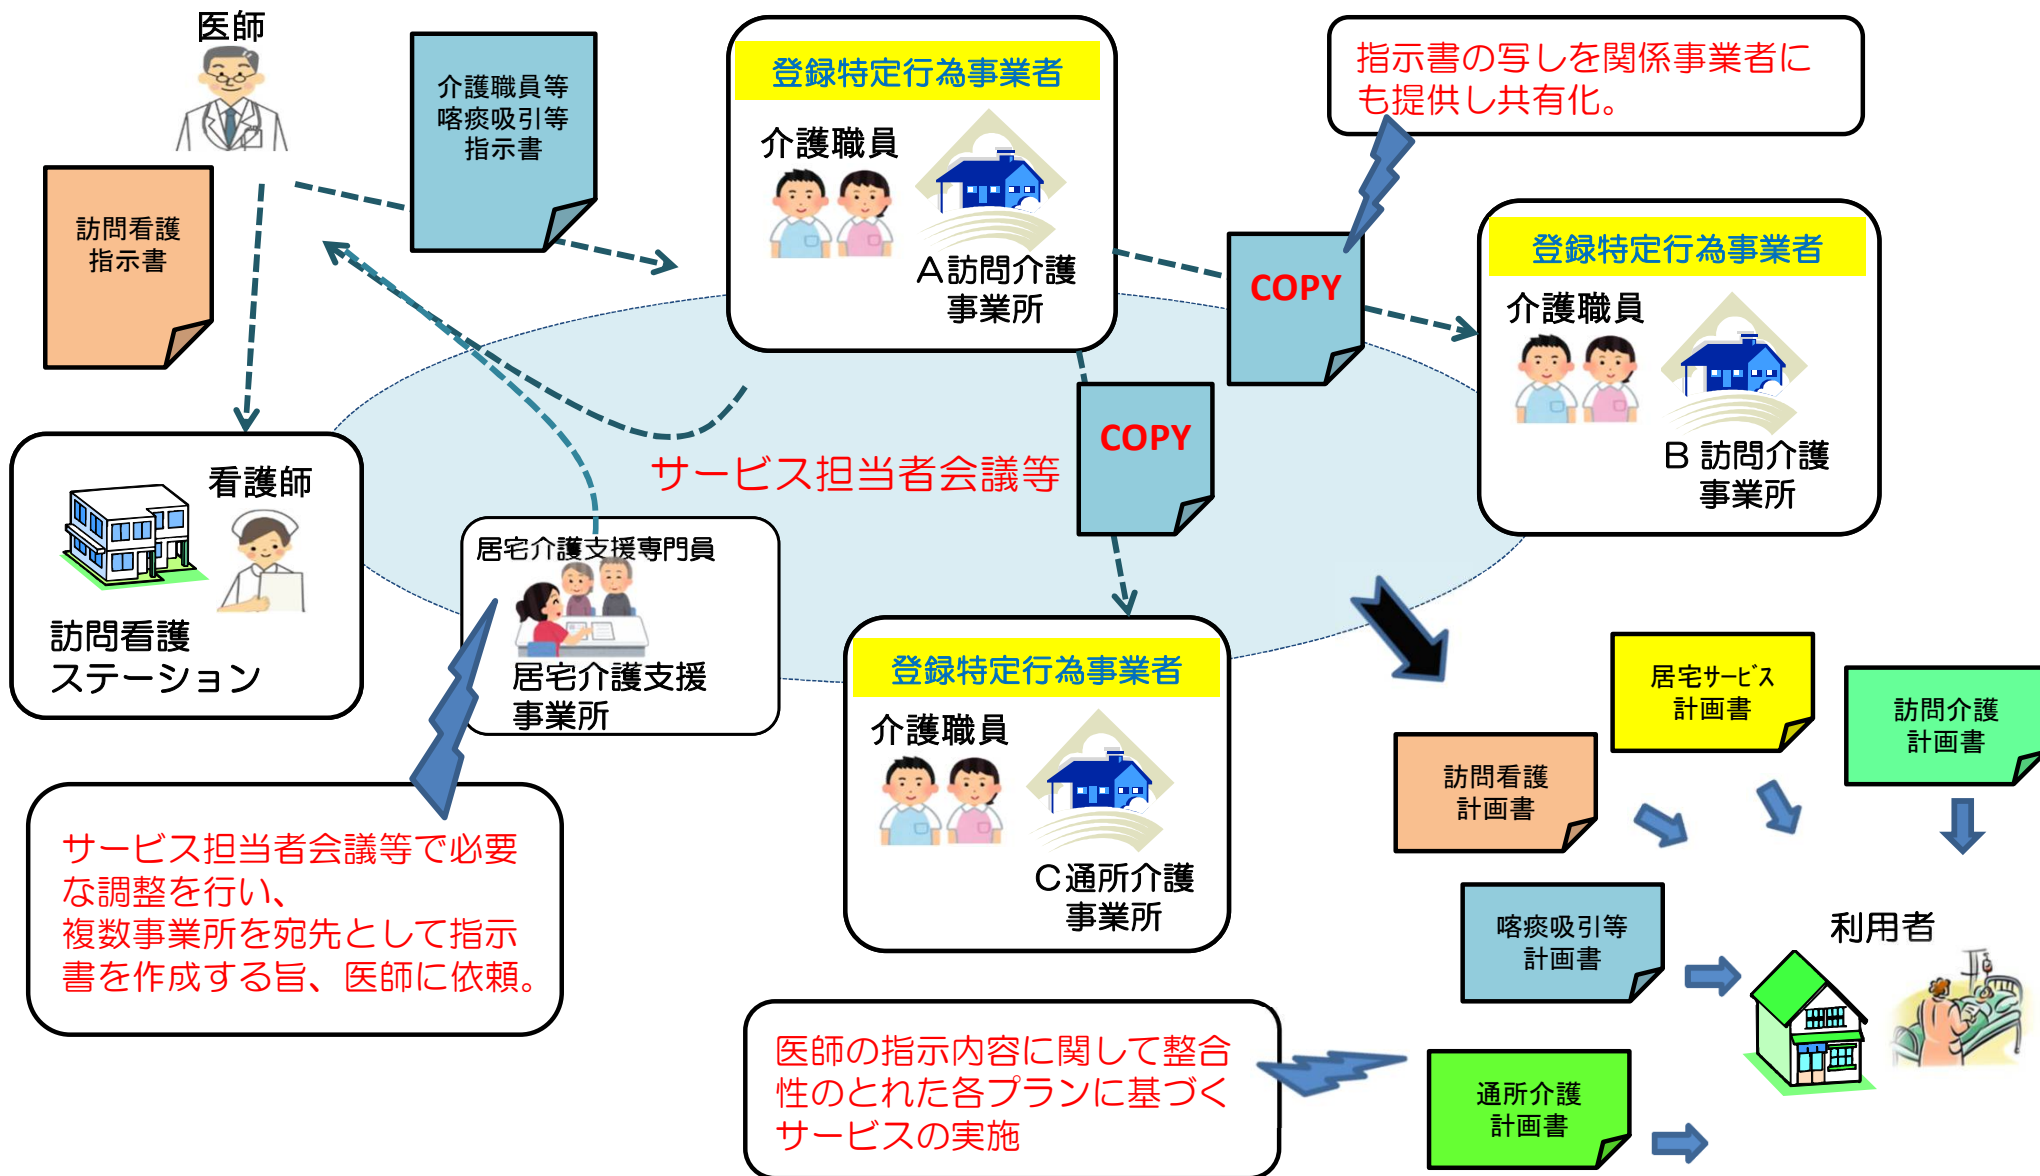 医師
介護職員等
喀痰吸引等
指示書
訪問看護
指示書
登録特定行為事業者
介護職員
A訪問介護
事業所
指示書の写しを関係事業者に
も提供し共有化。
COPY
登録特定行為事業者
介護職員
B訪問介護
事業所
COPY
サービス担当者会議等
看護師
訪問看護
ステーション
居宅介護支援専門員
居宅介護支援
事業所
登録特定行為事業者
介護職員
C通所介護
事業所
サービス担当者会議等で必要
な調整を行い、
複数事業所を宛先として指示
書を作成する旨、医師に依頼。
居宅サービス
計画書
訪問介護
計画書
訪問看護
計画書
喀痰吸引等
計画書
利用者
医師の指示内容に関して整合
性のとれた各プランに基づく
サービスの実施
通所介護
計画書